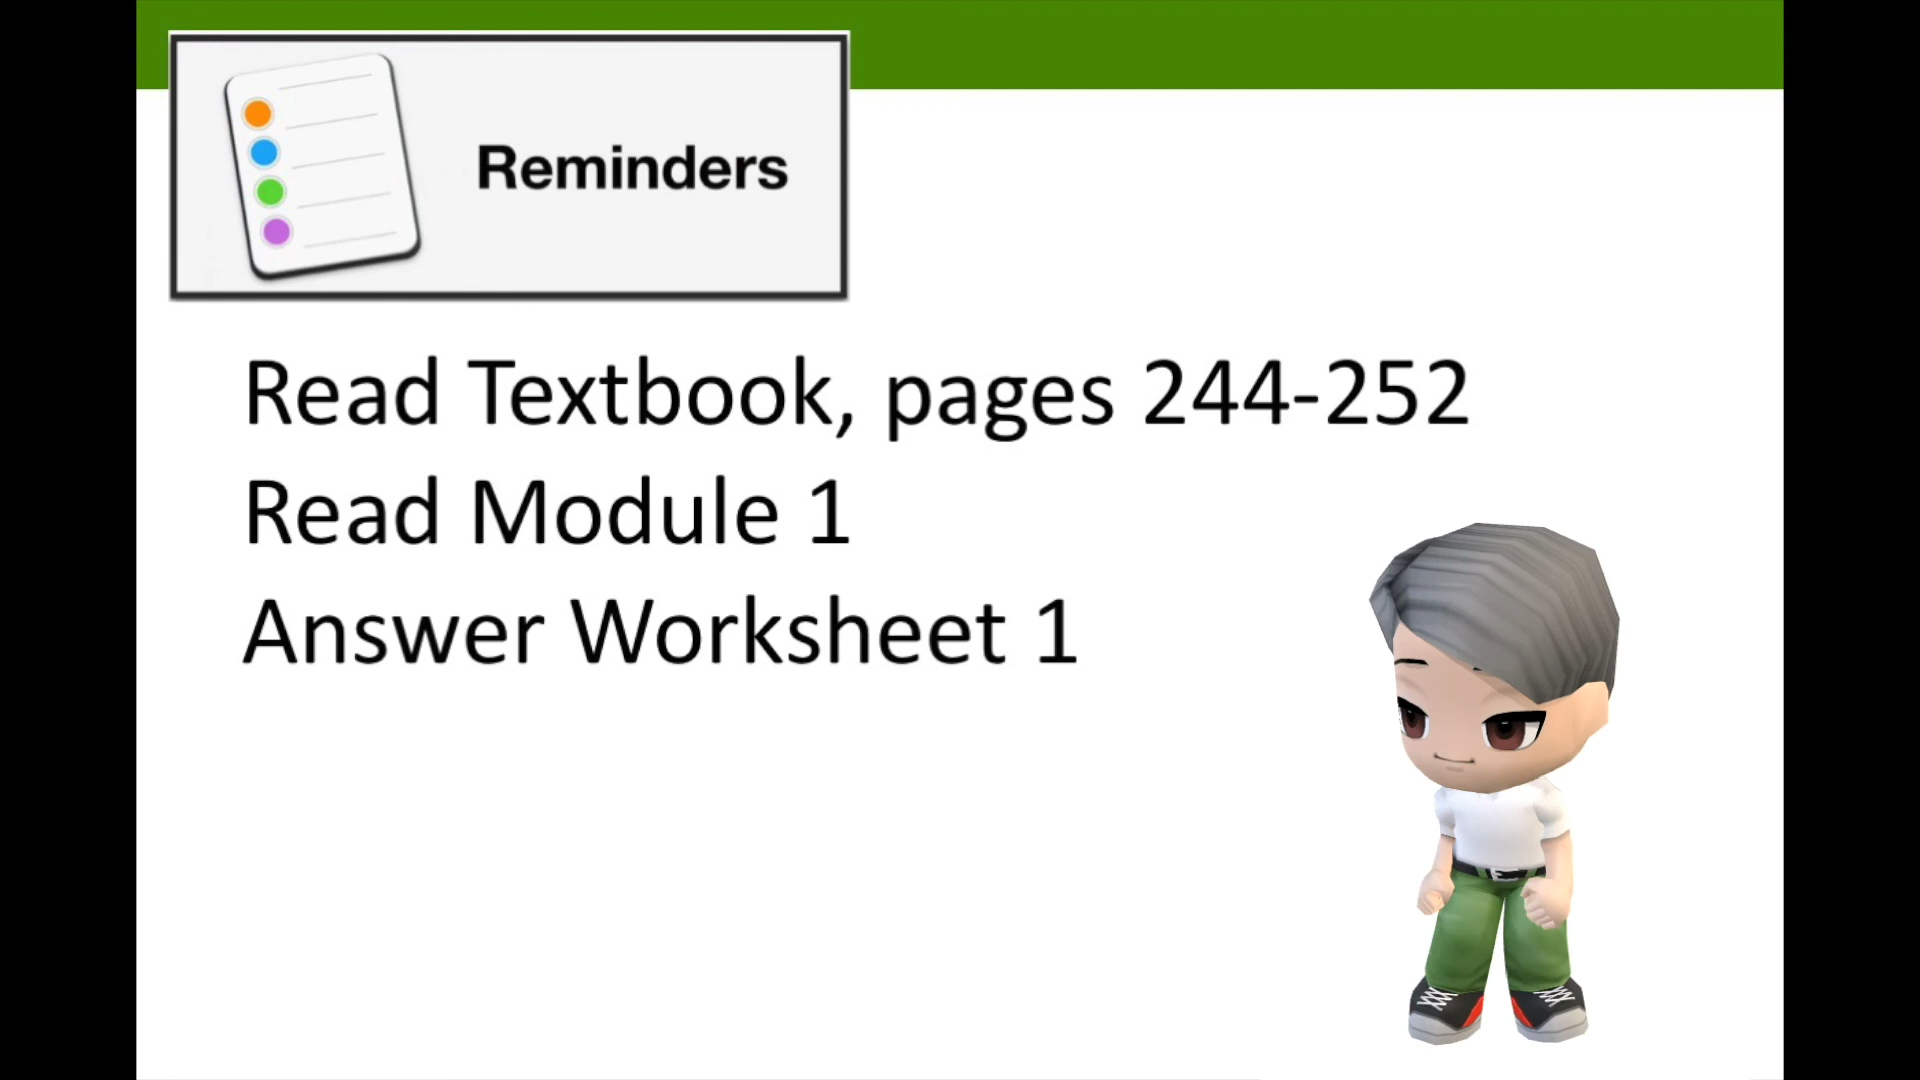 Reminders
Read Textbook, pages 244-252
Read Module 1
Answer Worksheet 1